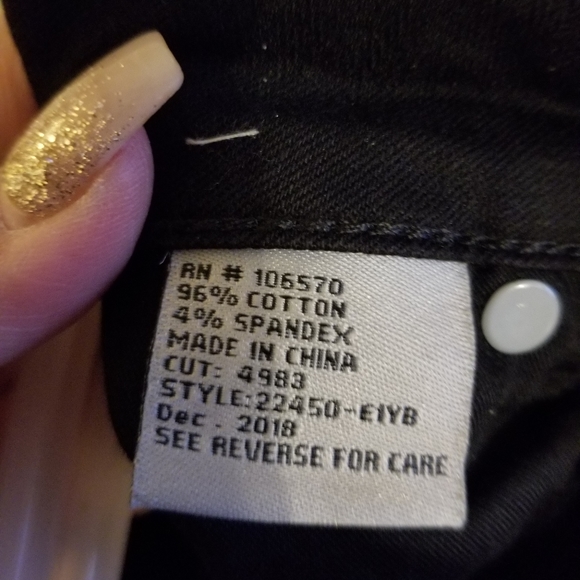 RN # 106570
96% COTTON
4% SPANDEX
MADE IN CHINA
CUT: 4983
STYLE:22450-E1YB
Dec - 2018
SEE REVERSE FOR CARE